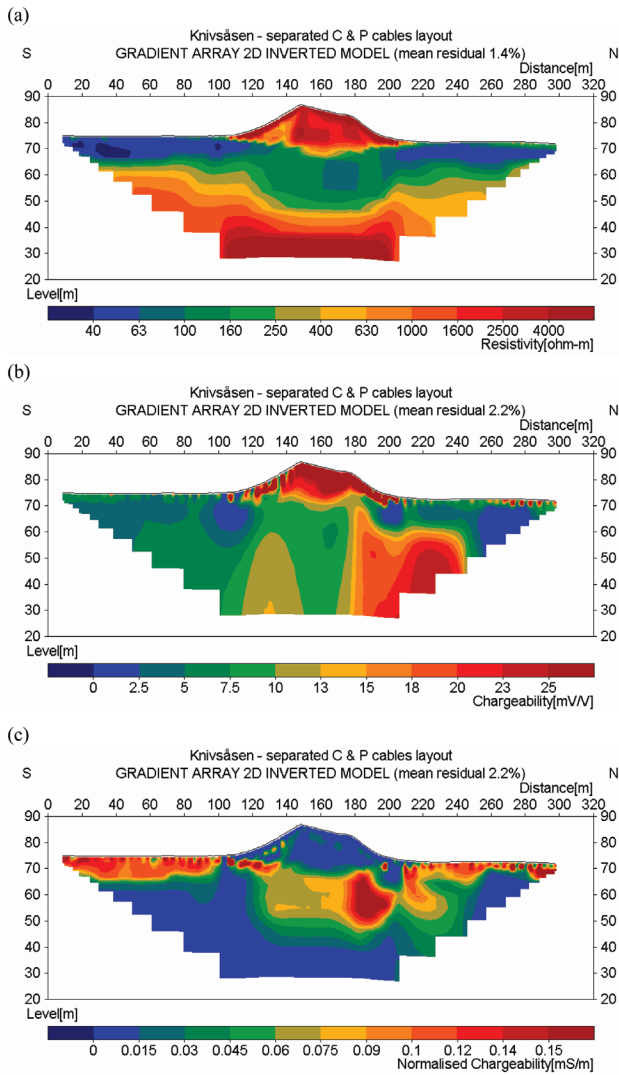 (a)
Knivsåsen - separated C & P cables layout
S GRADIENT ARRAY 2D INVERTED MODEL (mean residual 1.4%) N
Distance[m]
0 20 40 60 80 100 120 140 160 180 200 220 240 260 280 300 320
90 90
80 80
70 70
60 60
50 50
40 40
30 30
20 20
Level[m]
40 63 100 160 250 400 630 1000 1600 2500 4000
Resistivity[ohm-m]
(b)
Knivsåsen - separated C & P cables layout
S GRADIENT ARRAY 2D INVERTED MODEL (mean residual 2.2%) N
Distance[m]
0 20 40 60 80 100 120 140 160 180 200 220 240 260 280 300 320
90 90
80 80
70 70
60 60
50 50
40 40
30 30
20 20
Level[m]
0 2.5 5 7.5 10 13 15 18 20 23 25
Chargeability[mV/V]
(c)
Knivsåsen - separated C & P cables layout
S GRADIENT ARRAY 2D INVERTED MODEL (mean residual 2.2%) N
Distance[m]
0 20 40 60 80 100 120 140 160 180 200 220 240 260 280 300 320
90 90
80 80
70 70
60 60
50 50
40 40
30 30
20 20
Level[m]
0 0.015 0.03 0.045 0.06 0.075 0.09 0.1 0.12 0.14 0.15
Normalised Chargeability[mS/m]